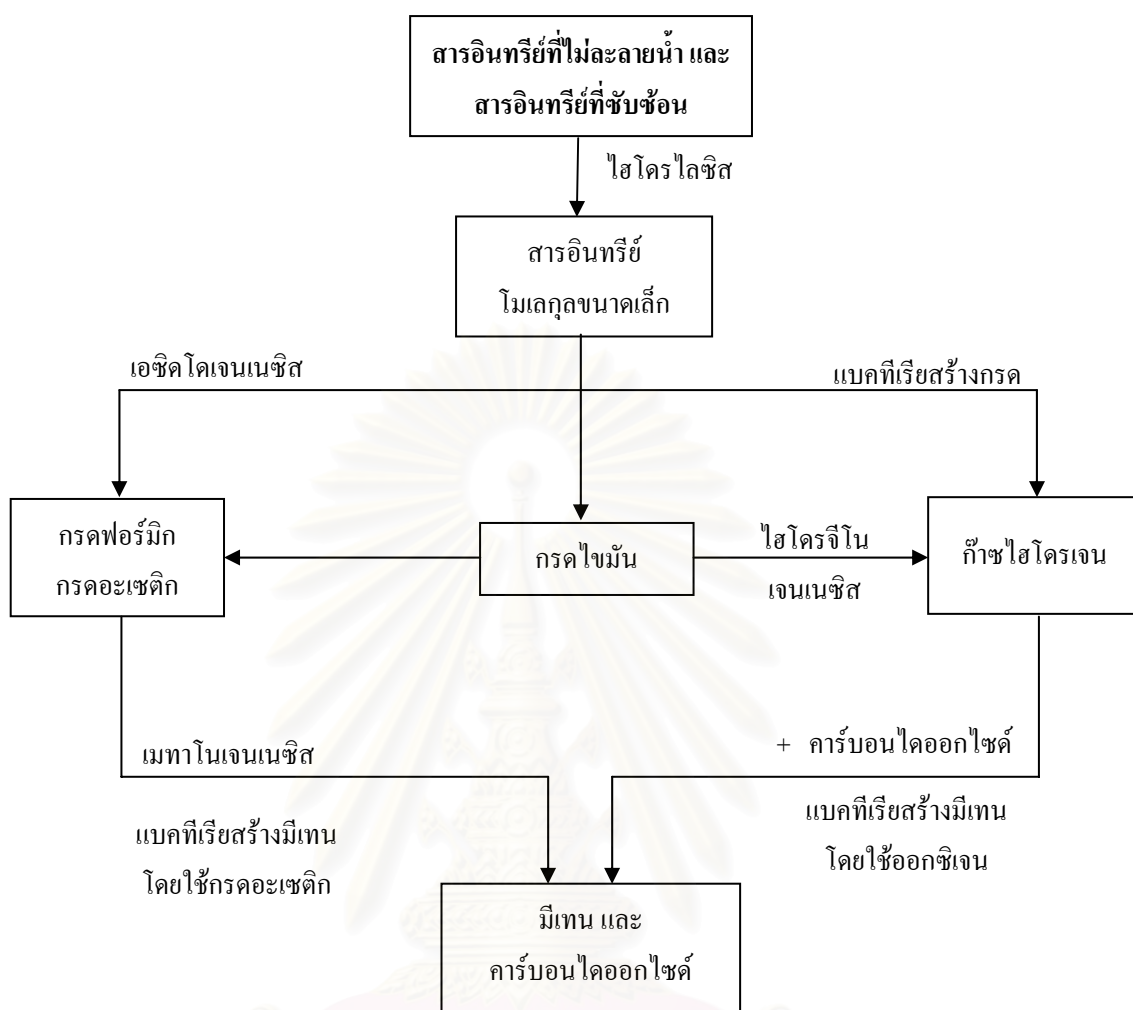 สารอินทรีย์ที่ไม่ละลายน้ำ และ
สารอินทรีย์ที่ซับซ้อน
ไฮโดรไลซิส
สารอินทรีย์
โมเลกุลขนาดเล็ก
เอซิดโดเจนเนซิส
แบคทีเรียสร้างกรด
กรดฟอร์มิก
กรดอะเซติก
กรดไขมัน
ไฮโดรจีโน
เจนเนซิส
ก๊าซไฮโดรเจน
เมทาโนเจนเนซิส
+ คาร์บอนไดออกไซด์
แบคทีเรียสร้างมีเทน
โดยใช้กรดอะเซติก
แบคทีเรียสร้างมีเทน
โดยใช้ออกซิเจน
มีเทน และ
คาร์บอนไดออกไซด์